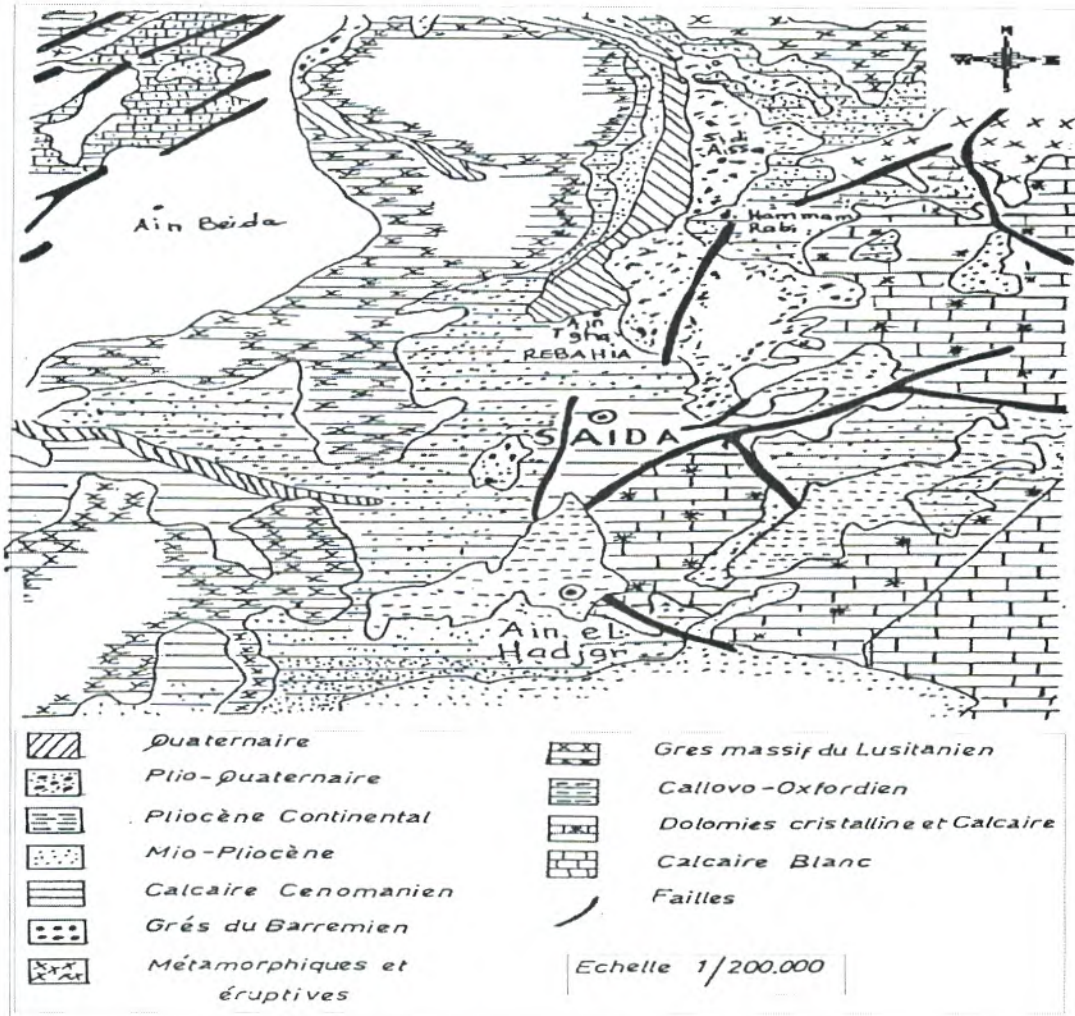 N
W E
Sidi
Aissa
Hammam
Rabi
Ain Beida
Ain
REBAHIA
SAIDA
Ain el
Hadjar
Quaternaire
Plio-Quaternaire
Pliocène Continental
Mio-Pliocène
Calcaire Cenomanien
Grés du Barremien
Métamorphiques et
éruptives
Gres massif du Lusitanien
Callovo-Oxfordien
Dolomies cristalline et Calcaire
Calcaire Blanc
Failles
Echelle 1/200.000